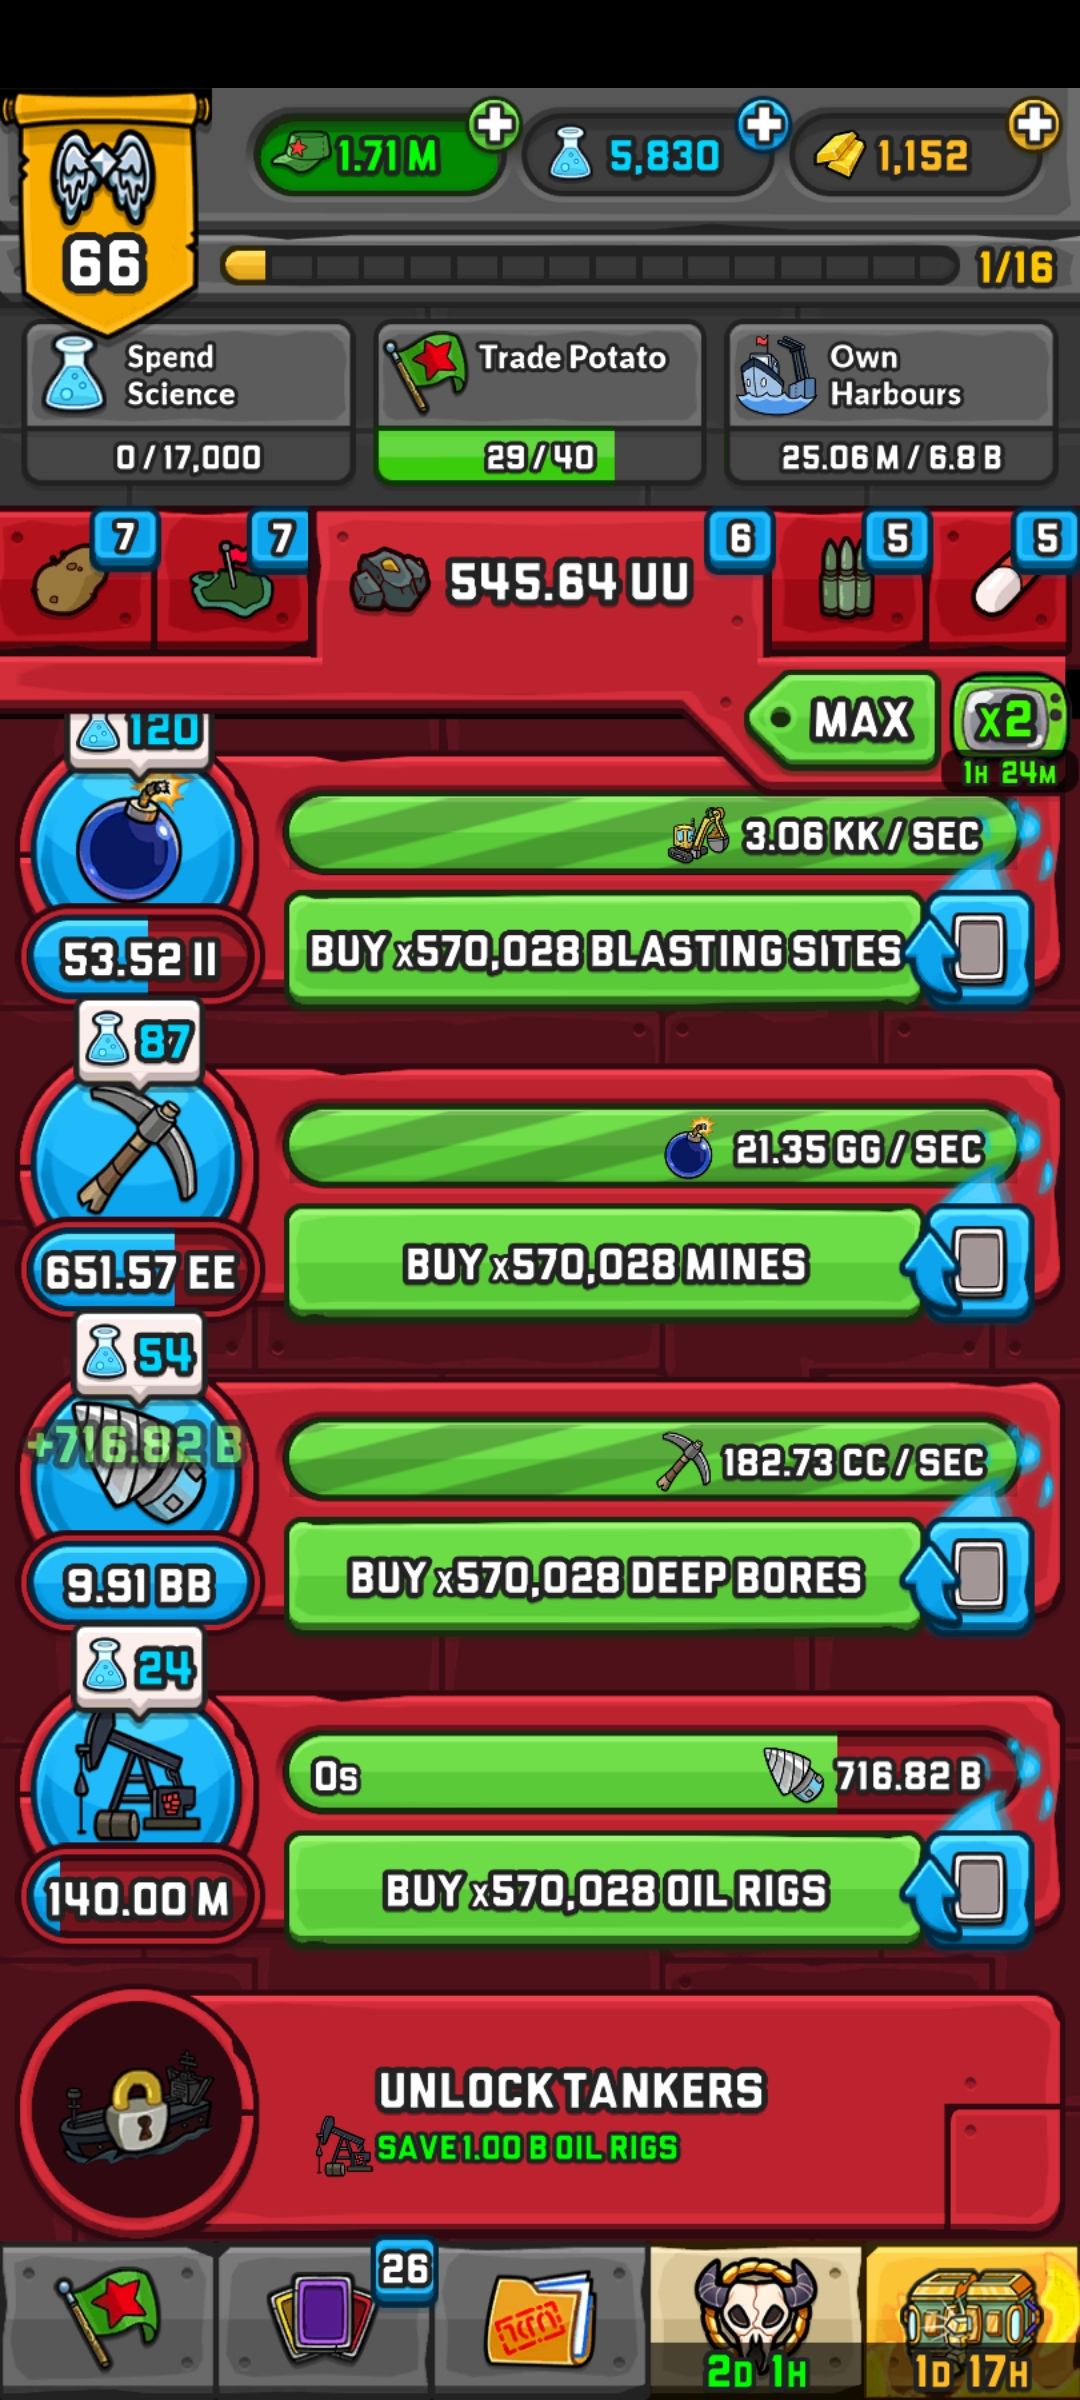 1.71 M
5,830
1,152
66
1/16
Spend
Science
0 / 17,000
Trade Potato
29 / 40
Own
Harbours
25.06 M / 6.8 B
7
7
545.64 UU
6
5
5
MAX
x2
1H 24M
120
3.06 KK / SEC
53.52 II
BUY x570,028 BLASTING SITES
87
21.35 GG / SEC
651.57 EE
BUY x570,028 MINES
54
+716.82 B
182.73 CC / SEC
9.91 BB
BUY x570,028 DEEP BORES
24
0s
716.82 B
140.00 M
BUY x570,028 OIL RIGS
UNLOCK TANKERS
SAVE 1.00 B OIL RIGS
26
2D 1H
1D 17H